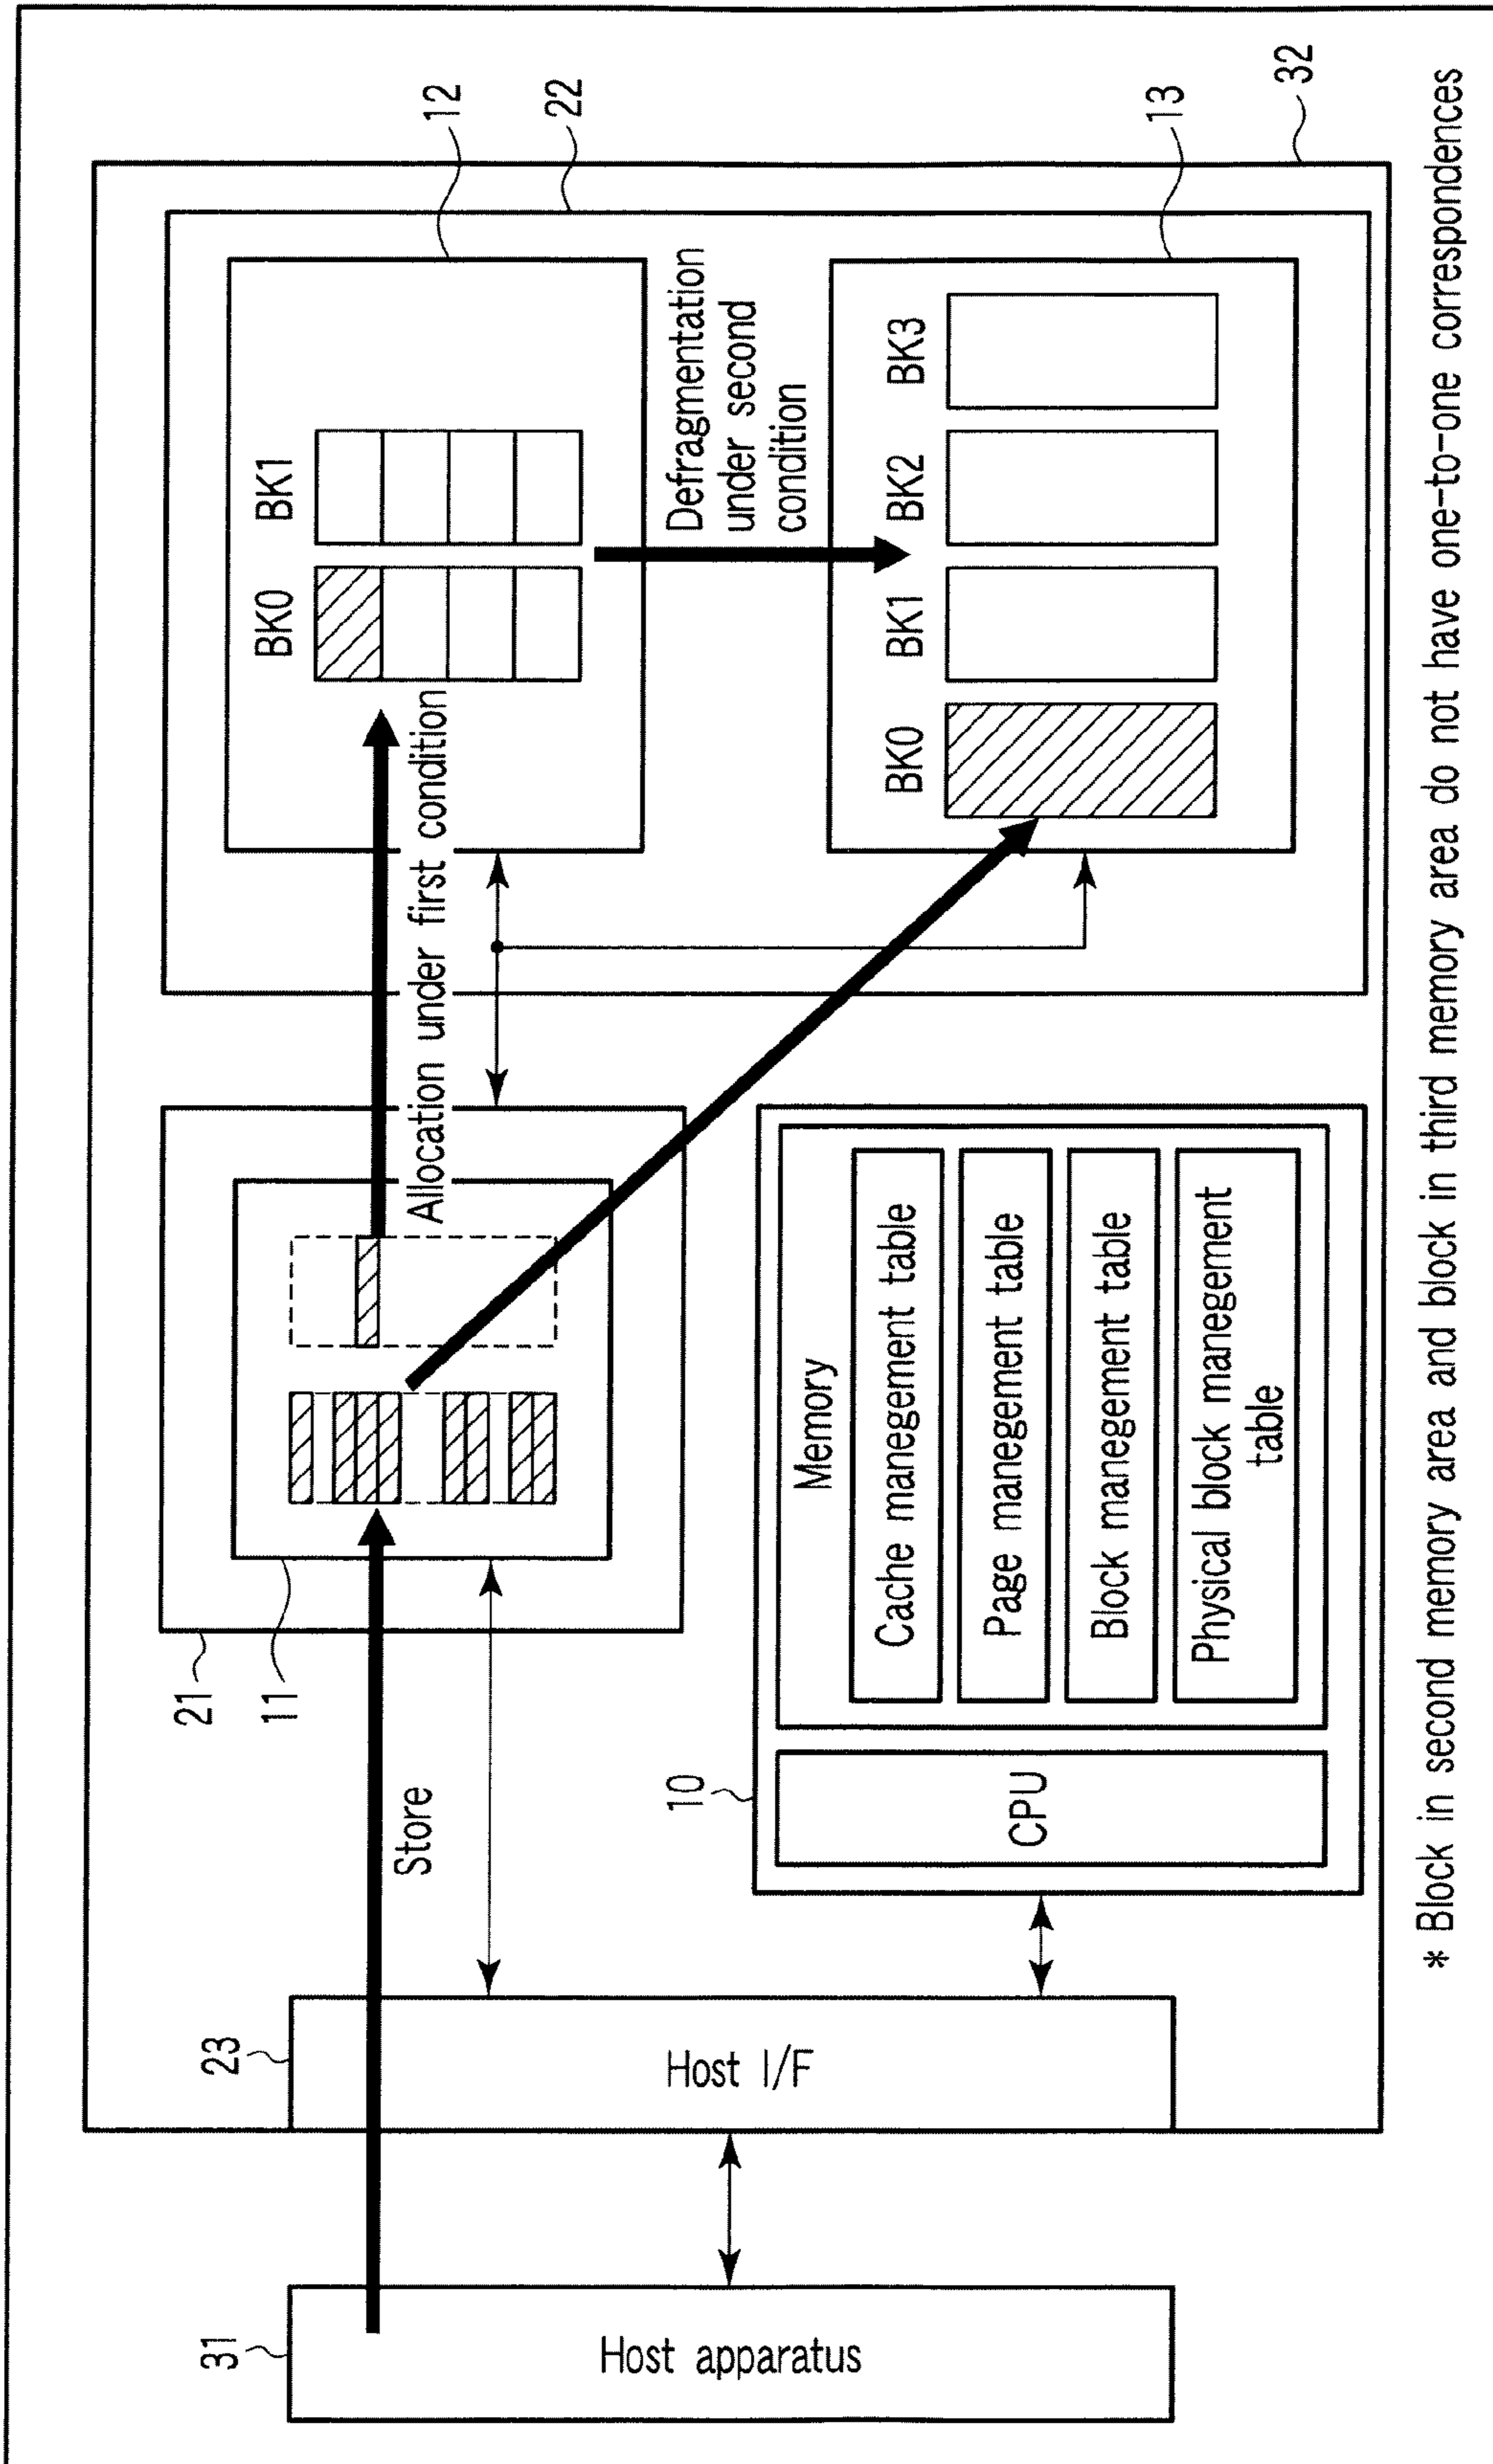 31
Host apparatus
23
Host I/F
Store
21
11
Allocation under first condition
12
22
BK0 BK1
Defragmentation
under second
condition
13
BK0 BK1 BK2 BK3
32
10
CPU
Memory
Cache manegement table
Page manegement table
Block manegement table
Physical block manegement
table
* Block in second memory area and block in third memory area do not have one-to-one correspondences